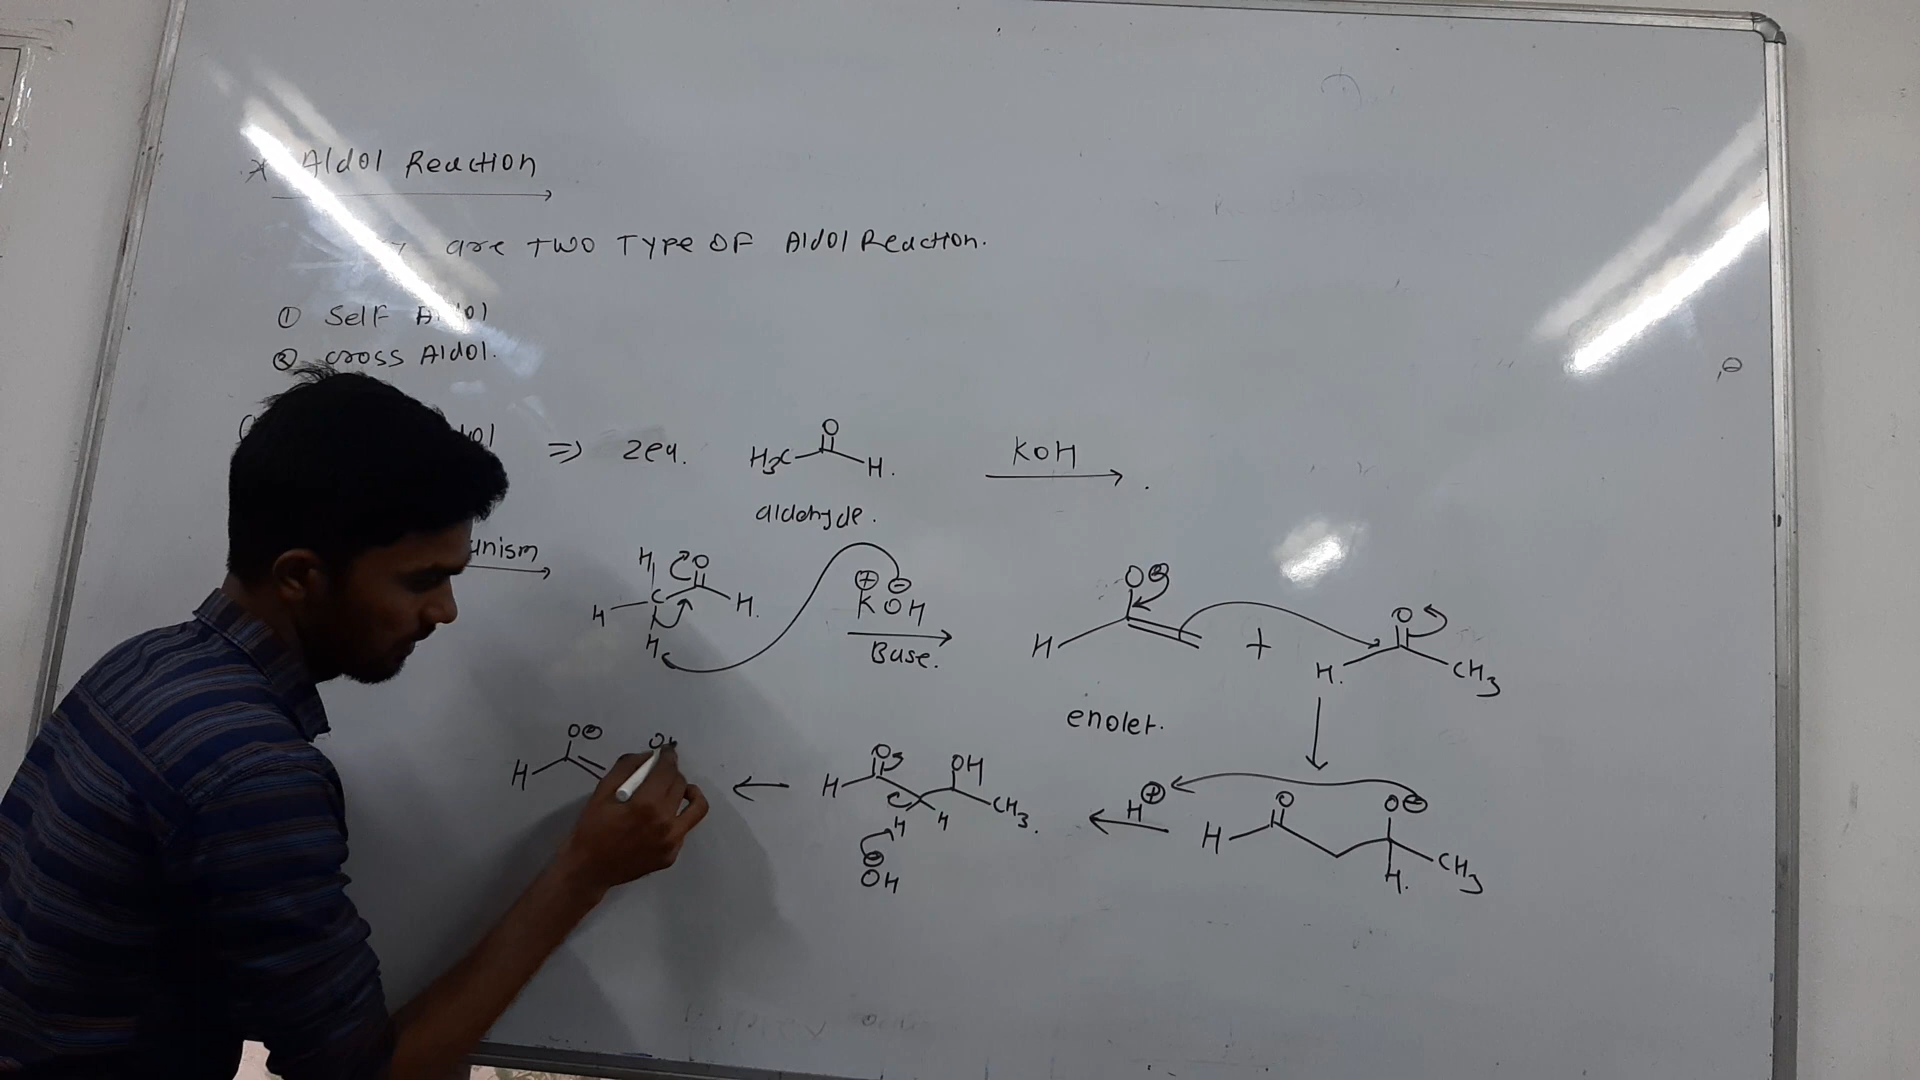 * Aldol Reaction
are TWO Type OF Aldol Reaction.
① Self Aldol
② cross Aldol.
⇒ 2eq. H3C O H. KOH
aldehyde.
H O H C H. H
⊕ ⊖ KOH
Base.
O⊖ H + O H. CH3
enolet.
O⊖ H
O OH H CH3. H H
⊖ OH
H⊕
O O⊖ H CH3 H.